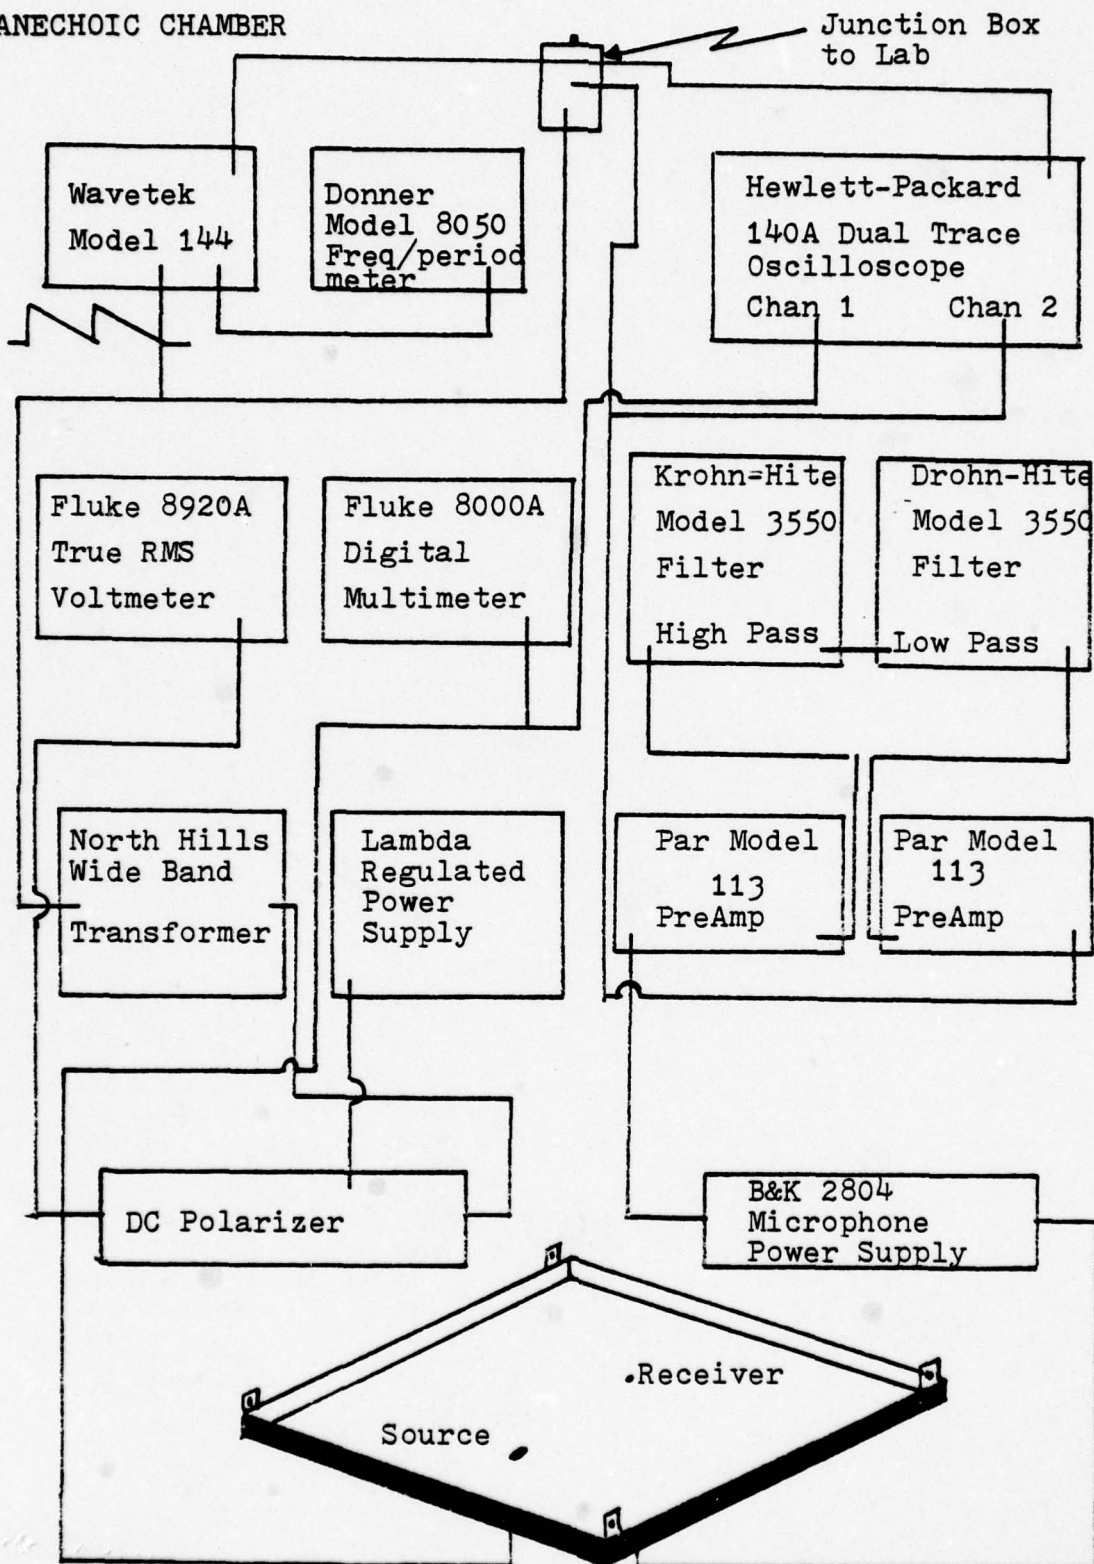 ANECHOIC CHAMBER
Junction Box
to Lab
Wavetek
Model 144
Donner
Model 8050
Freq/period
meter
Hewlett-Packard
140A Dual Trace
Oscilloscope
Chan 1 Chan 2
Fluke 8920A
True RMS
Voltmeter
Fluke 8000A
Digital
Multimeter
Krohn=Hite
Model 3550
Filter
High Pass
Drohn-Hite
Model 3550
Filter
Low Pass
North Hills
Wide Band
Transformer
Lambda
Regulated
Power
Supply
Par Model
113
PreAmp
Par Model
113
PreAmp
DC Polarizer
B&K 2804
Microphone
Power Supply
Receiver
Source